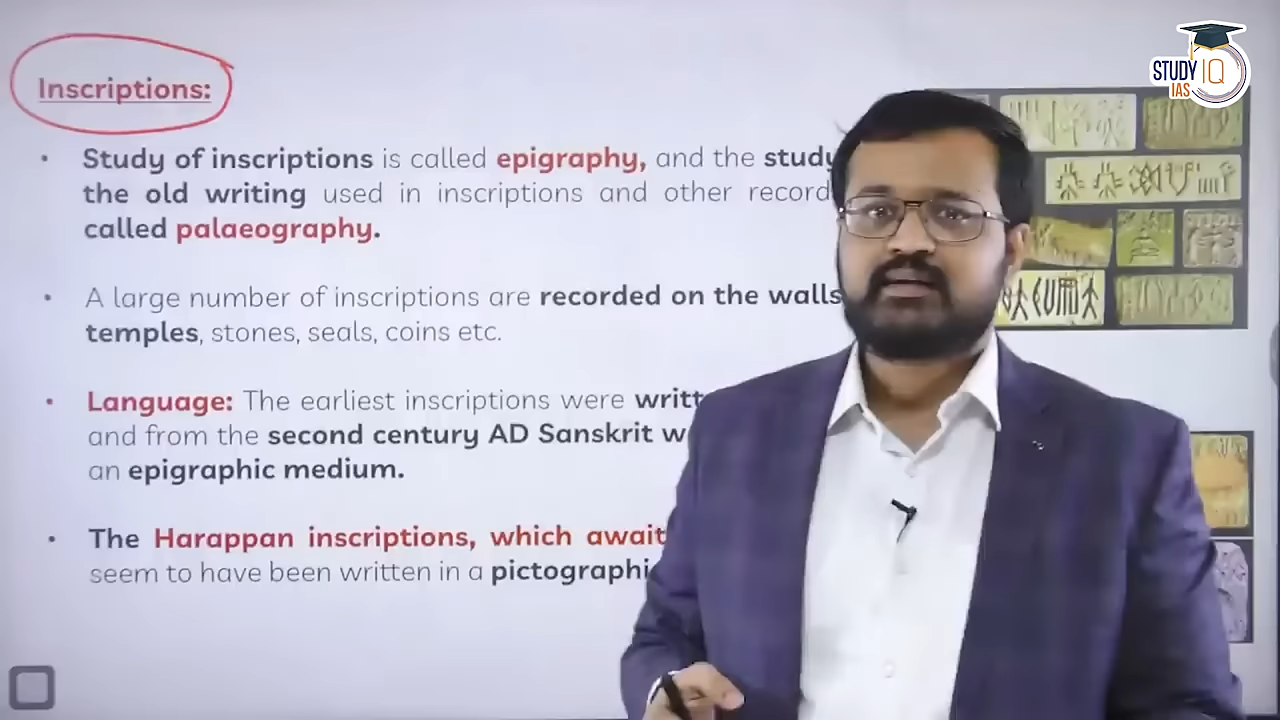 STUDY IQ
IAS
Inscriptions:
• Study of inscriptions is called epigraphy, and the study
the old writing used in inscriptions and other record
called palaeography.
• A large number of inscriptions are recorded on the walls
temples, stones, seals, coins etc.
• Language: The earliest inscriptions were writt
and from the second century AD Sanskrit w
an epigraphic medium.
• The Harappan inscriptions, which await
seem to have been written in a pictographi